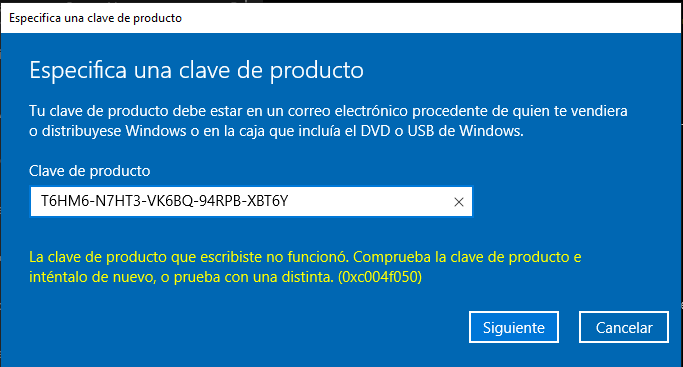 Especifica una clave de producto
Especifica una clave de producto
Tu clave de producto debe estar en un correo electrónico procedente de quien te vendiera
o distribuyese Windows o en la caja que incluía el DVD o USB de Windows.
Clave de producto
T6HM6-N7HT3-VK6BQ-94RPB-XBT6Y
La clave de producto que escribiste no funcionó. Comprueba la clave de producto e
inténtalo de nuevo, o prueba con una distinta. (0xc004f050)
Siguiente
Cancelar